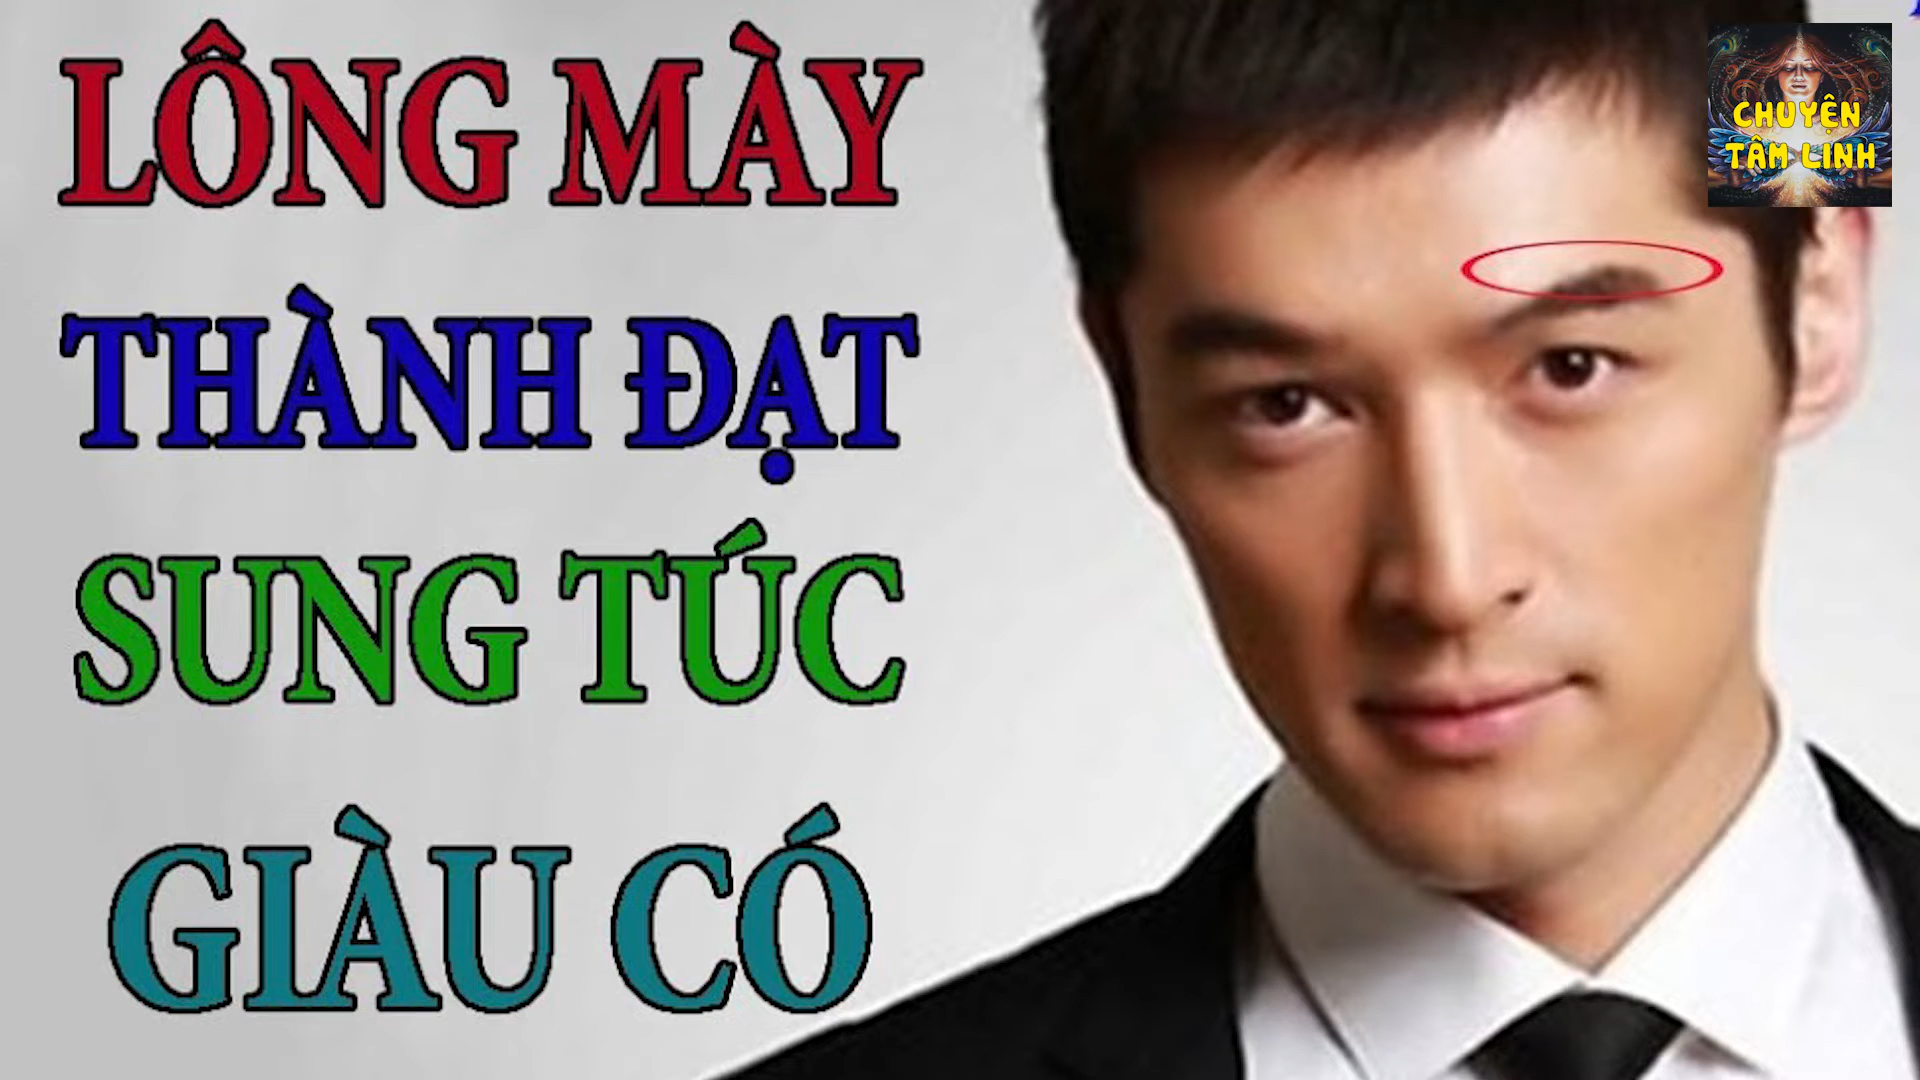 LÔNG MÀY
THÀNH ĐẠT
SUNG TÚC
GIÀU CÓ
CHUYỆN
TÂM LINH